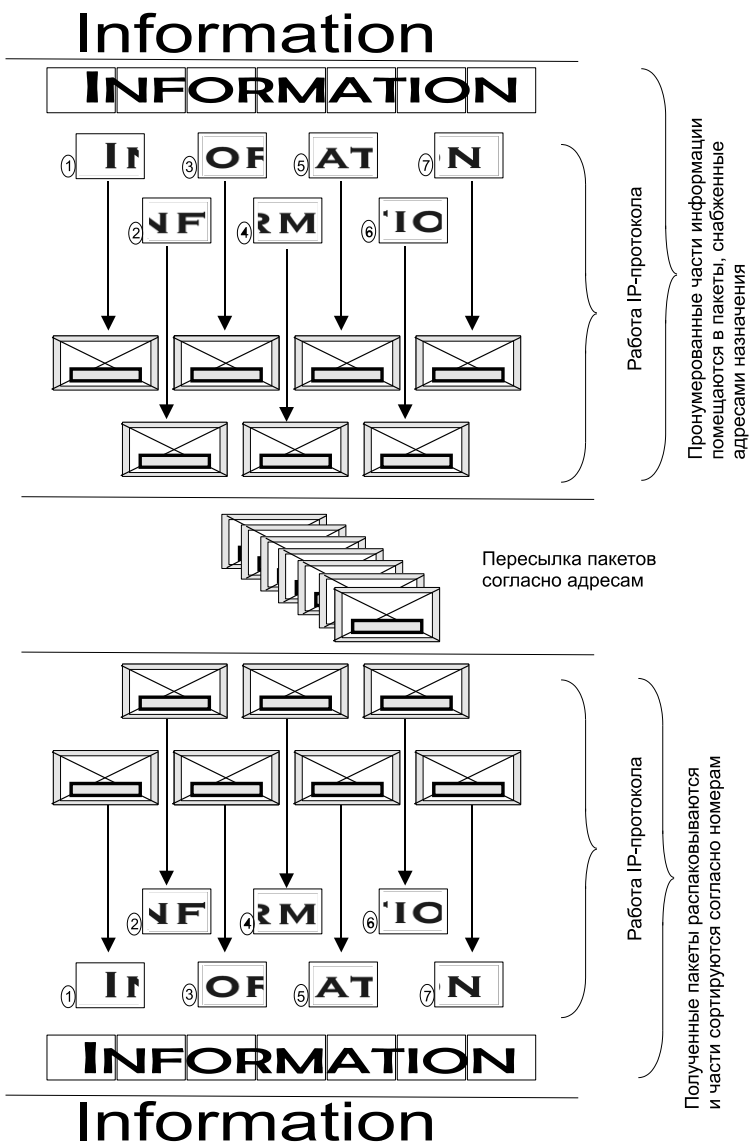 Information
INFORMATION
1 IN
3 OF
5 AT
7 N
2 NF
4 RM
6 IO
Работа IP-протокола
Пронумерованные части информации
помещаются в пакеты, снабженные
адресами назначения
Пересылка пакетов
согласно адресам
Работа IP-протокола
Полученные пакеты распаковываются
и части сортируются согласно номерам
2 NF
4 RM
6 IO
1 IN
3 OF
5 AT
7 N
INFORMATION
Information